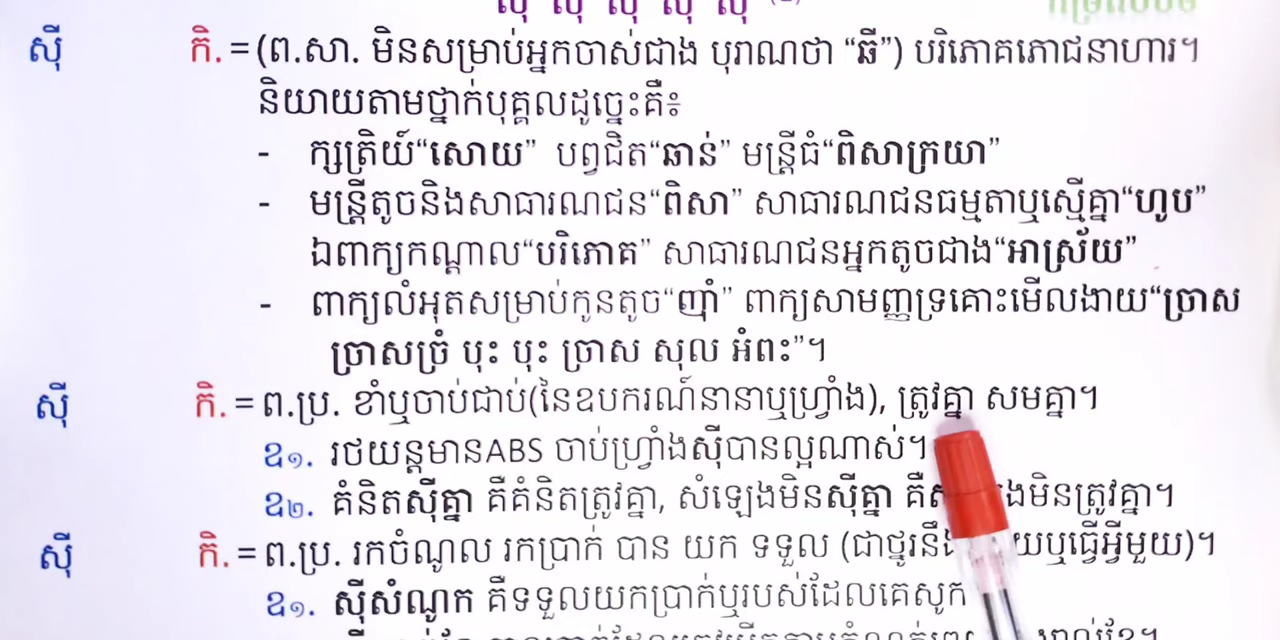 ស៊ី កិ. = (ព.សា. មិនសម្រាប់អ្នកចាស់ជាង បុរាណថា “ឆី”) បរិភោគភោជនាហារ។
និយាយតាមថ្នាក់បុគ្គលដូច្នេះគឺ៖
- ក្សត្រិយ៍“សោយ” បព្វជិត“ឆាន់” មន្ត្រីធំ“ពិសាក្រយា”
- មន្ត្រីតូចនិងសាធារណជន“ពិសា” សាធារណជនធម្មតាឬស្មើគ្នា“ហូប”
ឯពាក្យកណ្តាល“បរិភោគ” សាធារណជនអ្នកតូចជាង“អាស្រ័យ”
- ពាក្យលំអុតសម្រាប់កូនតូច“ញ៉ាំ” ពាក្យសាមញ្ញទ្រគោះមើលងាយ“ច្រាស
ច្រាសច្រំ បុះ បុះ ច្រាស សុល អំពះ”។
ស៊ី កិ. = ព.ប្រ. ខាំឬចាប់ជាប់(នៃឧបករណ៍នានាឬហ្វ្រាំង), ត្រូវគ្នា សមគ្នា។
ឧ១. រថយន្តមានABS ចាប់ហ្វ្រាំងស៊ីបានល្អណាស់។
ឧ២. គំនិតស៊ីគ្នា គឺគំនិតត្រូវគ្នា, សំឡេងមិនស៊ីគ្នា គឺ ងមិនត្រូវគ្នា។
ស៊ី កិ. = ព.ប្រ. រកចំណូល រកប្រាក់ បាន យក ទទួល (ជាថ្នូរនឹង យឬធ្វើអ្វីមួយ)។
ឧ១. ស៊ីសំណូក គឺទទួលយកប្រាក់ឬរបស់ដែលគេសូក